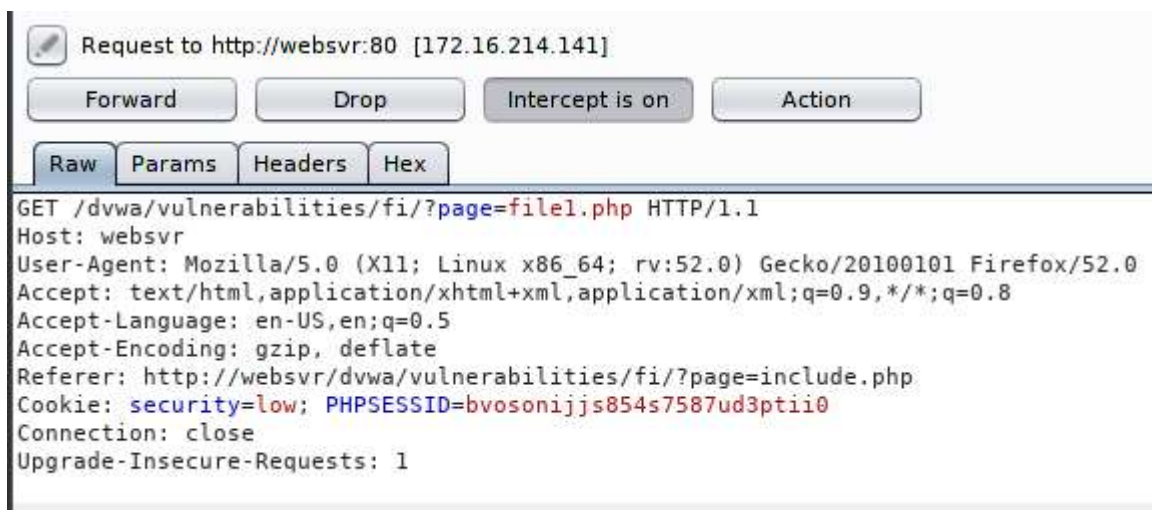 Request to http://websvr:80 [172.16.214.141]
Forward Drop Intercept is on Action
Raw Params Headers Hex
GET /dvwa/vulnerabilities/fi/?page=file1.php HTTP/1.1
Host: websvr
User-Agent: Mozilla/5.0 (X11; Linux x86_64; rv:52.0) Gecko/20100101 Firefox/52.0
Accept: text/html,application/xhtml+xml,application/xml;q=0.9,*/*;q=0.8
Accept-Language: en-US,en;q=0.5
Accept-Encoding: gzip, deflate
Referer: http://websvr/dvwa/vulnerabilities/fi/?page=include.php
Cookie: security=low; PHPSESSID=bvosonijjs854s7587ud3ptii0
Connection: close
Upgrade-Insecure-Requests: 1